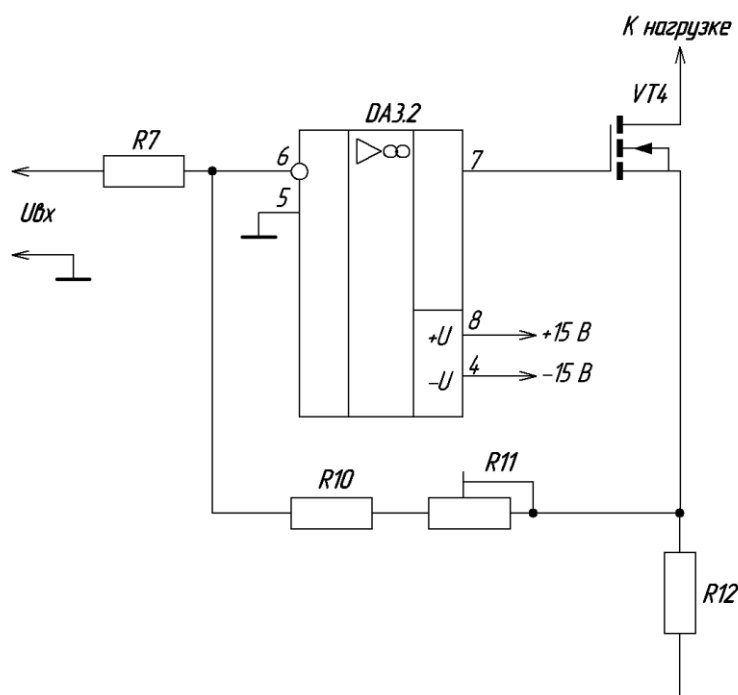 К нагрузке
VT4
DA3.2
R7
6
7
5
Uвх
+U
8
+15 В
-U
4
-15 В
R11
R10
R12